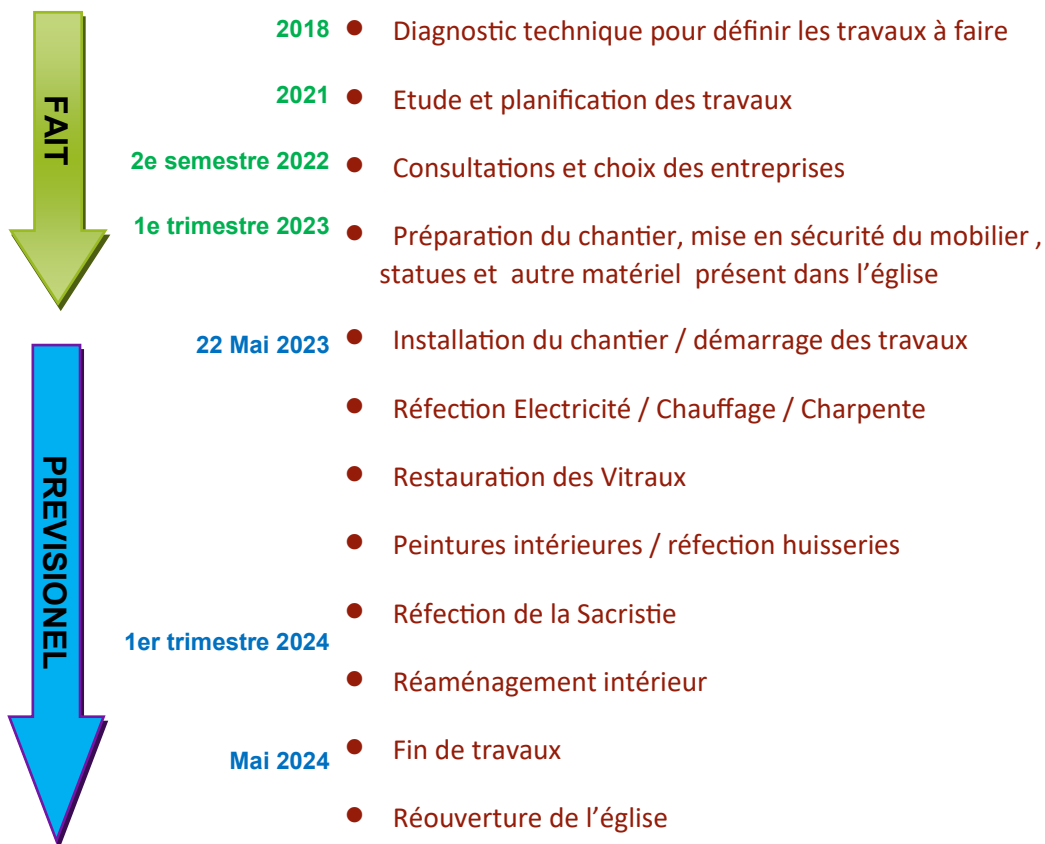 FAIT
2018 ● Diagnostic technique pour définir les travaux à faire
2021 ● Etude et planification des travaux
2e semestre 2022 ● Consultations et choix des entreprises
1e trimestre 2023 ● Préparation du chantier, mise en sécurité du mobilier ,
statues et autre matériel présent dans l’église
PREVISIONEL
22 Mai 2023 ● Installation du chantier / démarrage des travaux
● Réfection Electricité / Chauffage / Charpente
● Restauration des Vitraux
● Peintures intérieures / réfection huisseries
● Réfection de la Sacristie
1er trimestre 2024
● Réaménagement intérieur
Mai 2024 ● Fin de travaux
● Réouverture de l’église